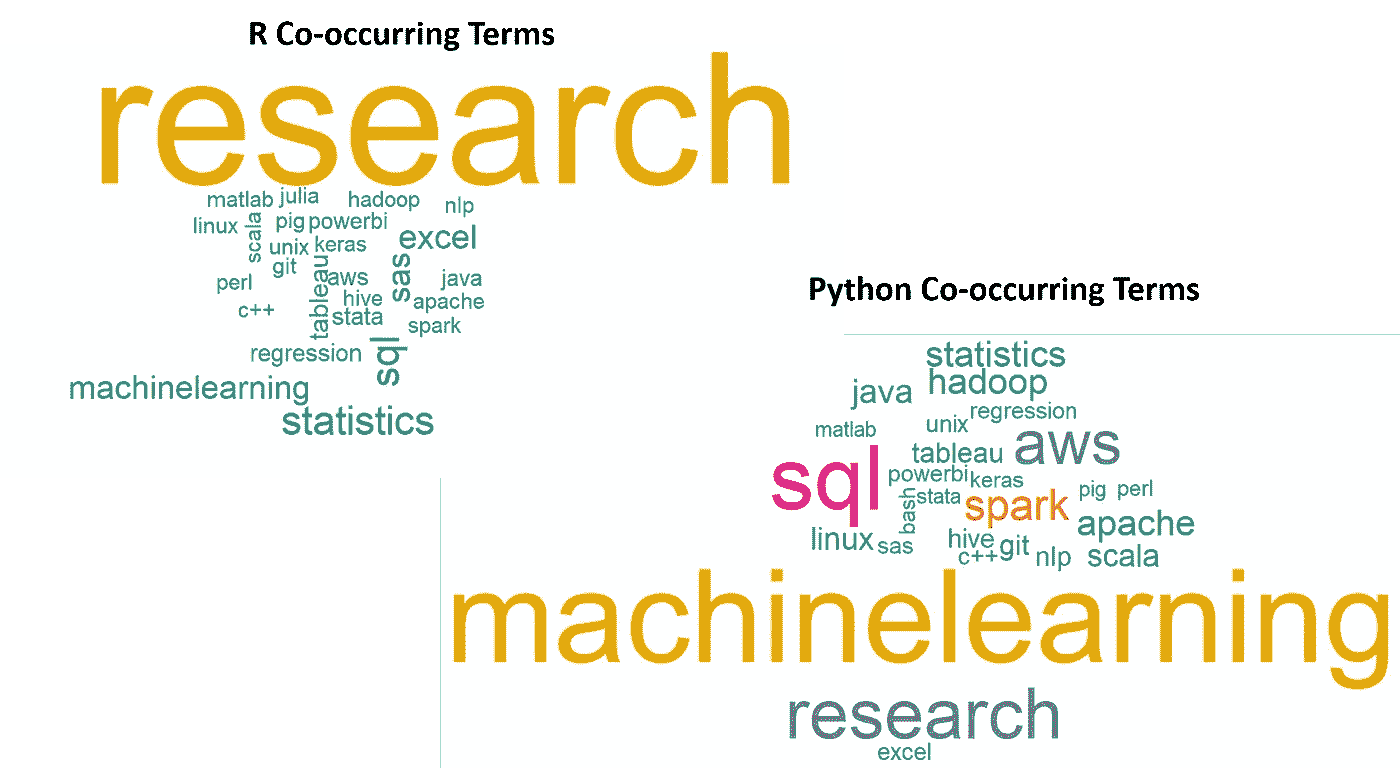 R Co-occurring Terms
research
matlab julia hadoop nlp
linux scala pig powerbi
unix keras excel
git tableau aws sas java
perl hive apache
c++ stata spark
regression sql
machinelearning
statistics
Python Co-occurring Terms
statistics
java hadoop
regression
matlab unix aws
tableau
sql powerbi keras
bash stata spark pig perl
apache
linux sas hive git
c++ nlp scala
machinelearning
research
excel